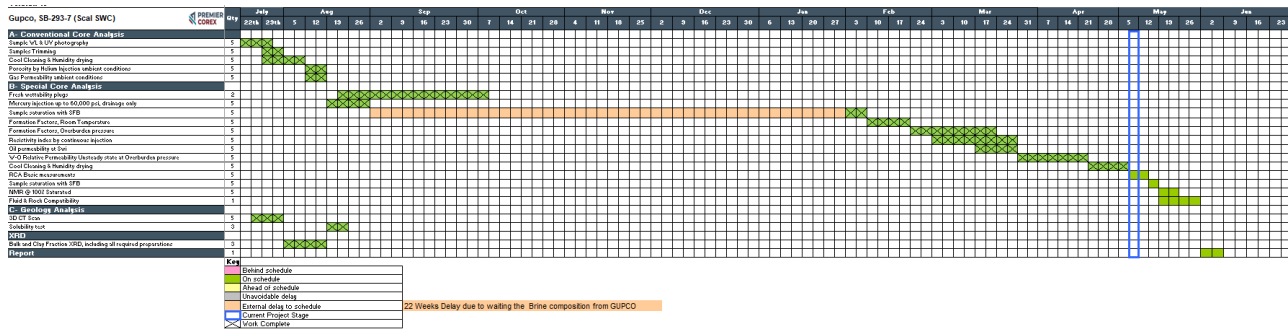 Gupco, SB-293-7 (Scal SWC)
PREMIER COREX
Qty
July Aug Sep Oct Nov Dec Jan Feb Mar Apr May Jun
22th 29th 5 12 19 26 2 9 16 23 30 7 14 21 28 4 11 18 25 2 9 16 23 30 6 13 20 27 3 10 17 24 3 10 17 24 31 7 14 21 28 5 12 19 26 2 9 16 23
A- Conventional Core Analysis
Sample WL & UV photography 5
Samples Trimming 5
Cool Cleaning & Humidity drying 5
Porosity by Helium Injection ambient conditions 5
Gas Permeability ambient conditions 5
B- Special Core Analysis
Fresh wettability plugs 2
Mercury injection up to 60,000 psi, drainage only 5
Sample saturation with SFB 5
Formation Factors, Room Temperature 5
Formation Factors, Overburden pressure 5
Resistivity index by continuous injection 5
Oil permeability at Swi 5
W-O Relative Permeability Unsteady state at Overburden pressure 5
Cool Cleaning & Humidity drying 5
RCA Basic measurements 5
Sample saturation with SFB 5
NMR @ 100% Saturated 5
Fluid & Rock Compatibility 1
C- Geology Analysis
3D CT Scan 5
Solubility test 3
XRD
Bulk and Clay Fraction XRD, including all required preparations 3
Report 1
Key
Behind schedule
On schedule
Ahead of schedule
Unavoidable delay
External delay to schedule
22 Weeks Delay due to waiting the Brine composition from GUPCO
Current Project Stage
Work Complete